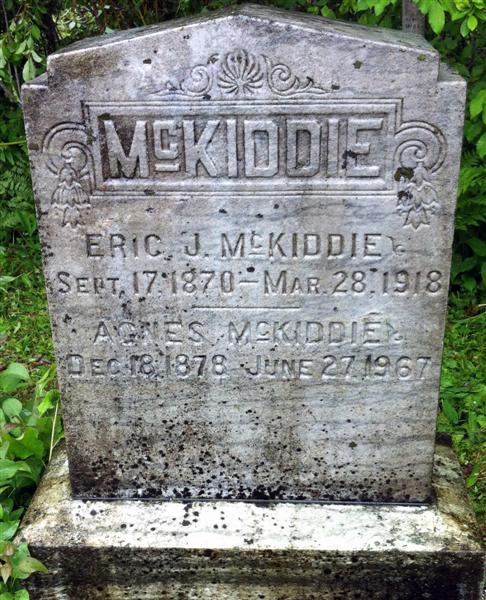 McKIDDIE
ERIC J. McKIDDIE
SEPT. 17. 1870 – MAR. 28. 1918
AGNES McKIDDIE
DEC. 18. 1878 JUNE 27. 1967